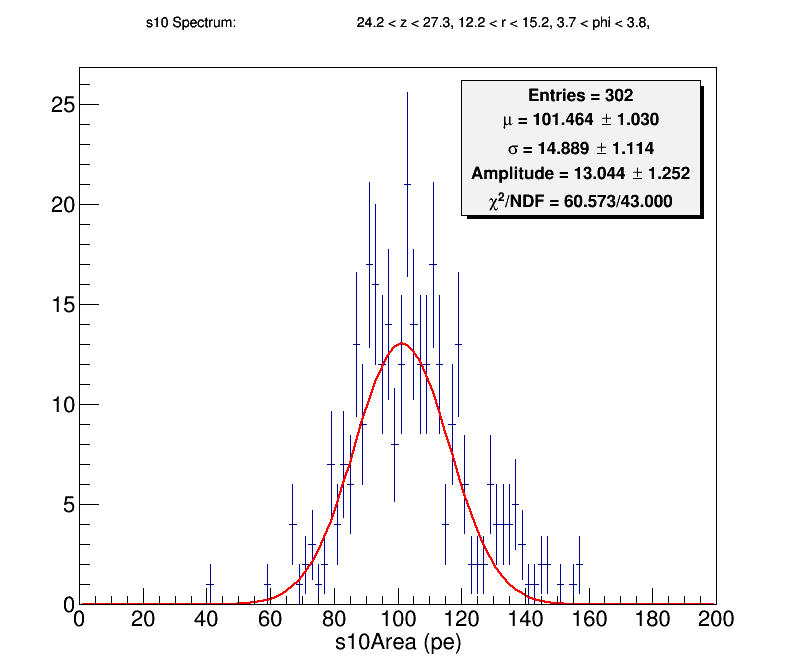 s10 Spectrum: 24.2 < z < 27.3, 12.2 < r < 15.2, 3.7 < phi < 3.8,
Entries = 302
μ = 101.464 ± 1.030
σ = 14.889 ± 1.114
Amplitude = 13.044 ± 1.252
χ²/NDF = 60.573/43.000
25
20
15
10
5
0
0 20 40 60 80 100 120 140 160 180 200
s10Area (pe)